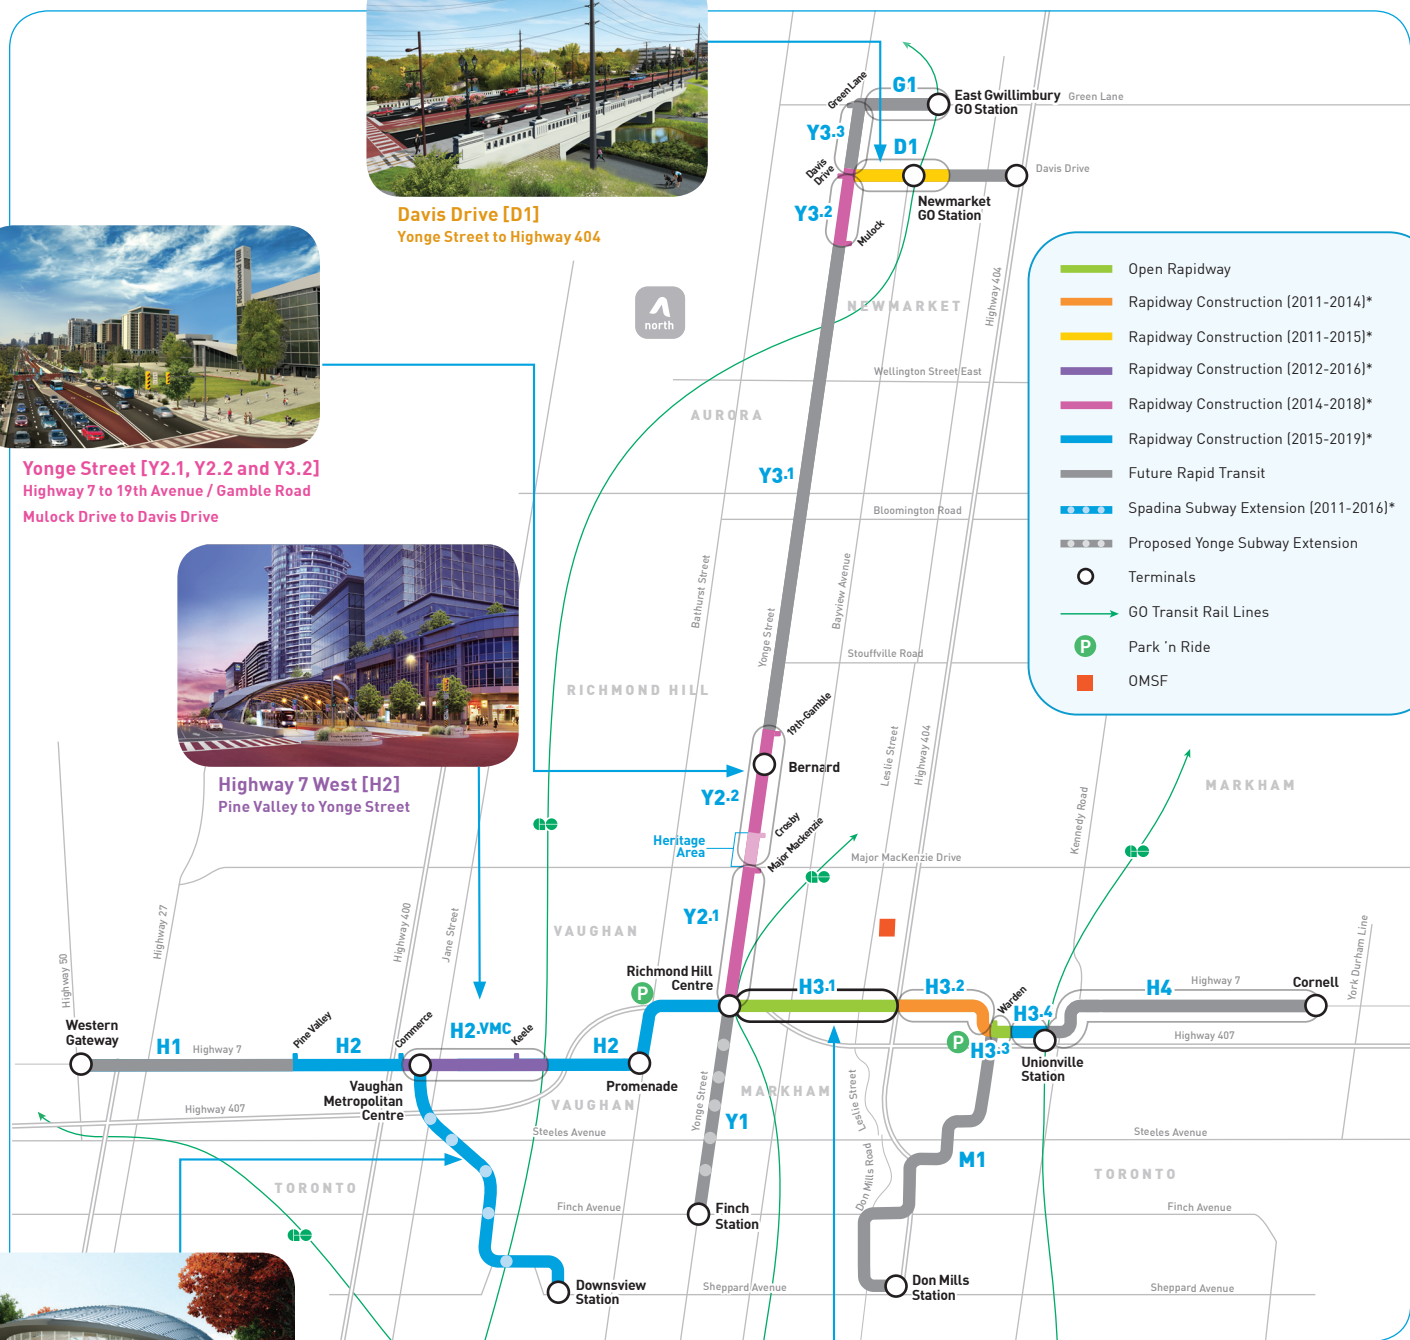 Davis Drive [D1]
Yonge Street to Highway 404
Yonge Street [Y2.1, Y2.2 and Y3.2]
Highway 7 to 19th Avenue / Gamble Road
Mulock Drive to Davis Drive
Highway 7 West [H2]
Pine Valley to Yonge Street
north
Richmond Hill
Open Rapidway
Rapidway Construction (2011-2014)*
Rapidway Construction (2011-2015)*
Rapidway Construction (2012-2016)*
Rapidway Construction (2014-2018)*
Rapidway Construction (2015-2019)*
Future Rapid Transit
Spadina Subway Extension (2011-2016)*
Proposed Yonge Subway Extension
Terminals
GO Transit Rail Lines
P
Park 'n Ride
OMSF
Green Lane
G1
East Gwillimbury
GO Station
Green Lane
Y3.3
D1
Davis
Drive
Davis Drive
Newmarket
GO Station
Y3.2
Mulock
Highway 404
NEWMARKET
Wellington Street East
AURORA
Y3.1
Bloomington Road
Bathurst Street
Bayview Avenue
Yonge Street
Stouffville Road
RICHMOND HILL
19th-Gamble
Leslie Street
Highway 404
Bernard
MARKHAM
Y2.2
Kennedy Road
Crosby
Heritage
Area
Major Mackenzie
Major MacKenzie Drive
Y2.1
Highway 27
Highway 400
Jane Street
VAUGHAN
York Durham Line
Highway 50
Richmond Hill
Centre
P
H3.1
H3.2
Warden
H3.4
H4
Highway 7
Cornell
Western
Gateway
H1
Highway 7
Pine Valley
H2
Commerce
H2.VMC
Keele
H2
P
H3.3
Highway 407
Unionville
Station
Vaughan
Metropolitan
Centre
Promenade
MARKHAM
Leslie Street
Highway 407
VAUGHAN
Yonge Street
Y1
Steeles Avenue
Steeles Avenue
M1
TORONTO
Don Mills Road
TORONTO
Finch Avenue
Finch
Station
Finch Avenue
Downsview
Station
Sheppard Avenue
Don Mills
Station
Sheppard Avenue